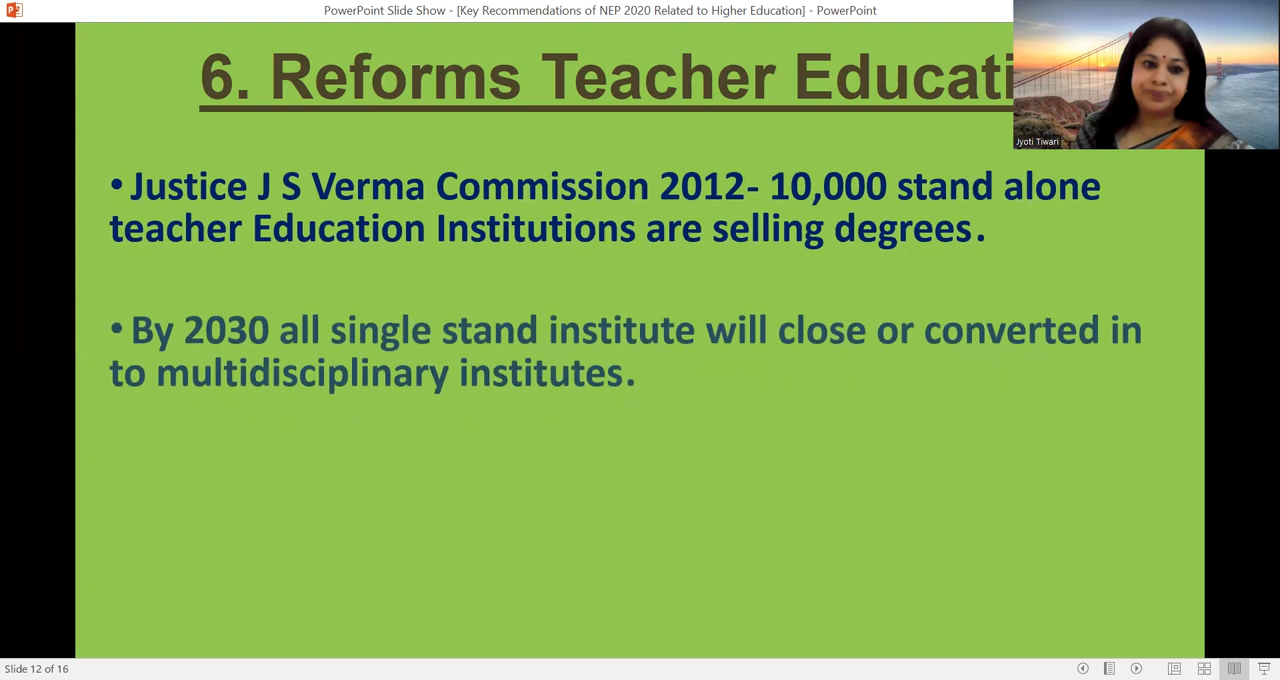 PowerPoint Slide Show - [Key Recommendations of NEP 2020 Related to Higher Education] - PowerPoint
6. Reforms Teacher Educati
Jyoti Tiwari
•Justice J S Verma Commission 2012- 10,000 stand alone
teacher Education Institutions are selling degrees.
•By 2030 all single stand institute will close or converted in
to multidisciplinary institutes.
Slide 12 of 16